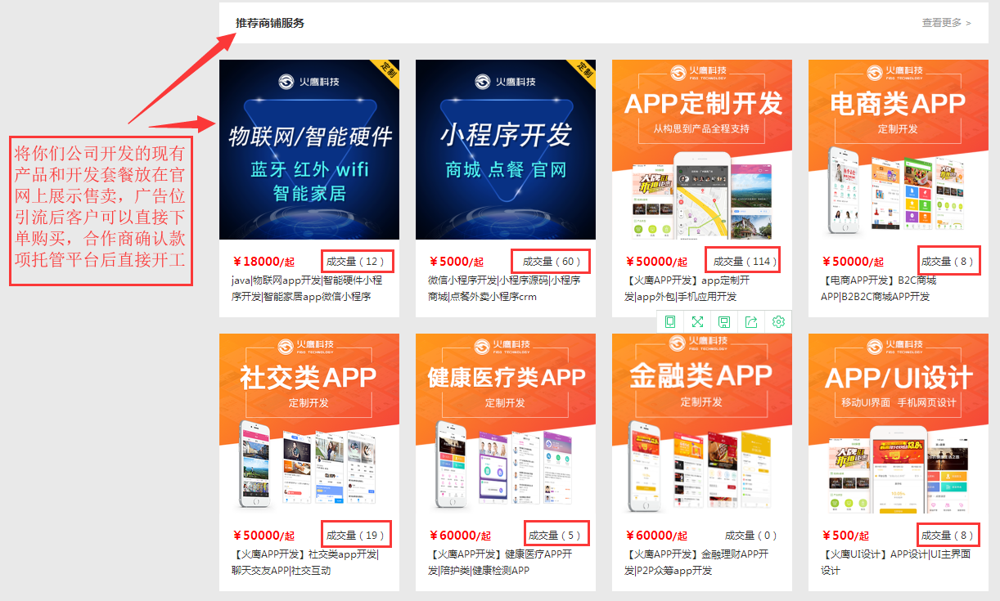 推荐商铺服务
查看更多 >
将你们公司开发的现有
产品和开发套餐放在官
网上展示售卖，广告位
引流后客户可以直接下
单购买，合作商确认款
项托管平台后直接开工
定制
火鹰科技
物联网/智能硬件
蓝牙 红外 wifi
智能家居
¥18000/起
成交量（12）
java|物联网app开发|智能硬件小程
序开发|智能家居app微信小程序
定制
火鹰科技
小程序开发
商城 点餐 官网
¥5000/起
成交量（60）
微信小程序开发|小程序源码|小程序
商城|点餐外卖小程序crm
火鹰科技
FIRE TECHNOLOGY
APP定制开发
从构思到产品全程支持
¥50000/起
成交量（114）
【火鹰APP开发】app定制开
发|app外包|手机应用开发
火鹰科技
FIRE TECHNOLOGY
电商类APP
定制开发
¥50000/起
成交量（8）
【电商APP开发】B2C商城
APP|B2B2C商城APP开发
火鹰科技
FIRE TECHNOLOGY
社交类APP
定制开发
¥50000/起
成交量（19）
【火鹰APP开发】社交类app开发|
聊天交友APP|社交互动
火鹰科技
FIRE TECHNOLOGY
健康医疗类APP
定制开发
¥60000/起
成交量（5）
【火鹰APP开发】健康医疗APP开
发|陪护类|健康检测APP
火鹰科技
FIRE TECHNOLOGY
金融类APP
定制开发
¥60000/起
成交量（0）
【火鹰APP开发】金融理财APP开
发|P2P众筹app开发
火鹰科技
FIRE TECHNOLOGY
APP/UI设计
移动UI界面 手机网页设计
¥500/起
成交量（8）
【火鹰UI设计】APP设计|UI主界面
设计